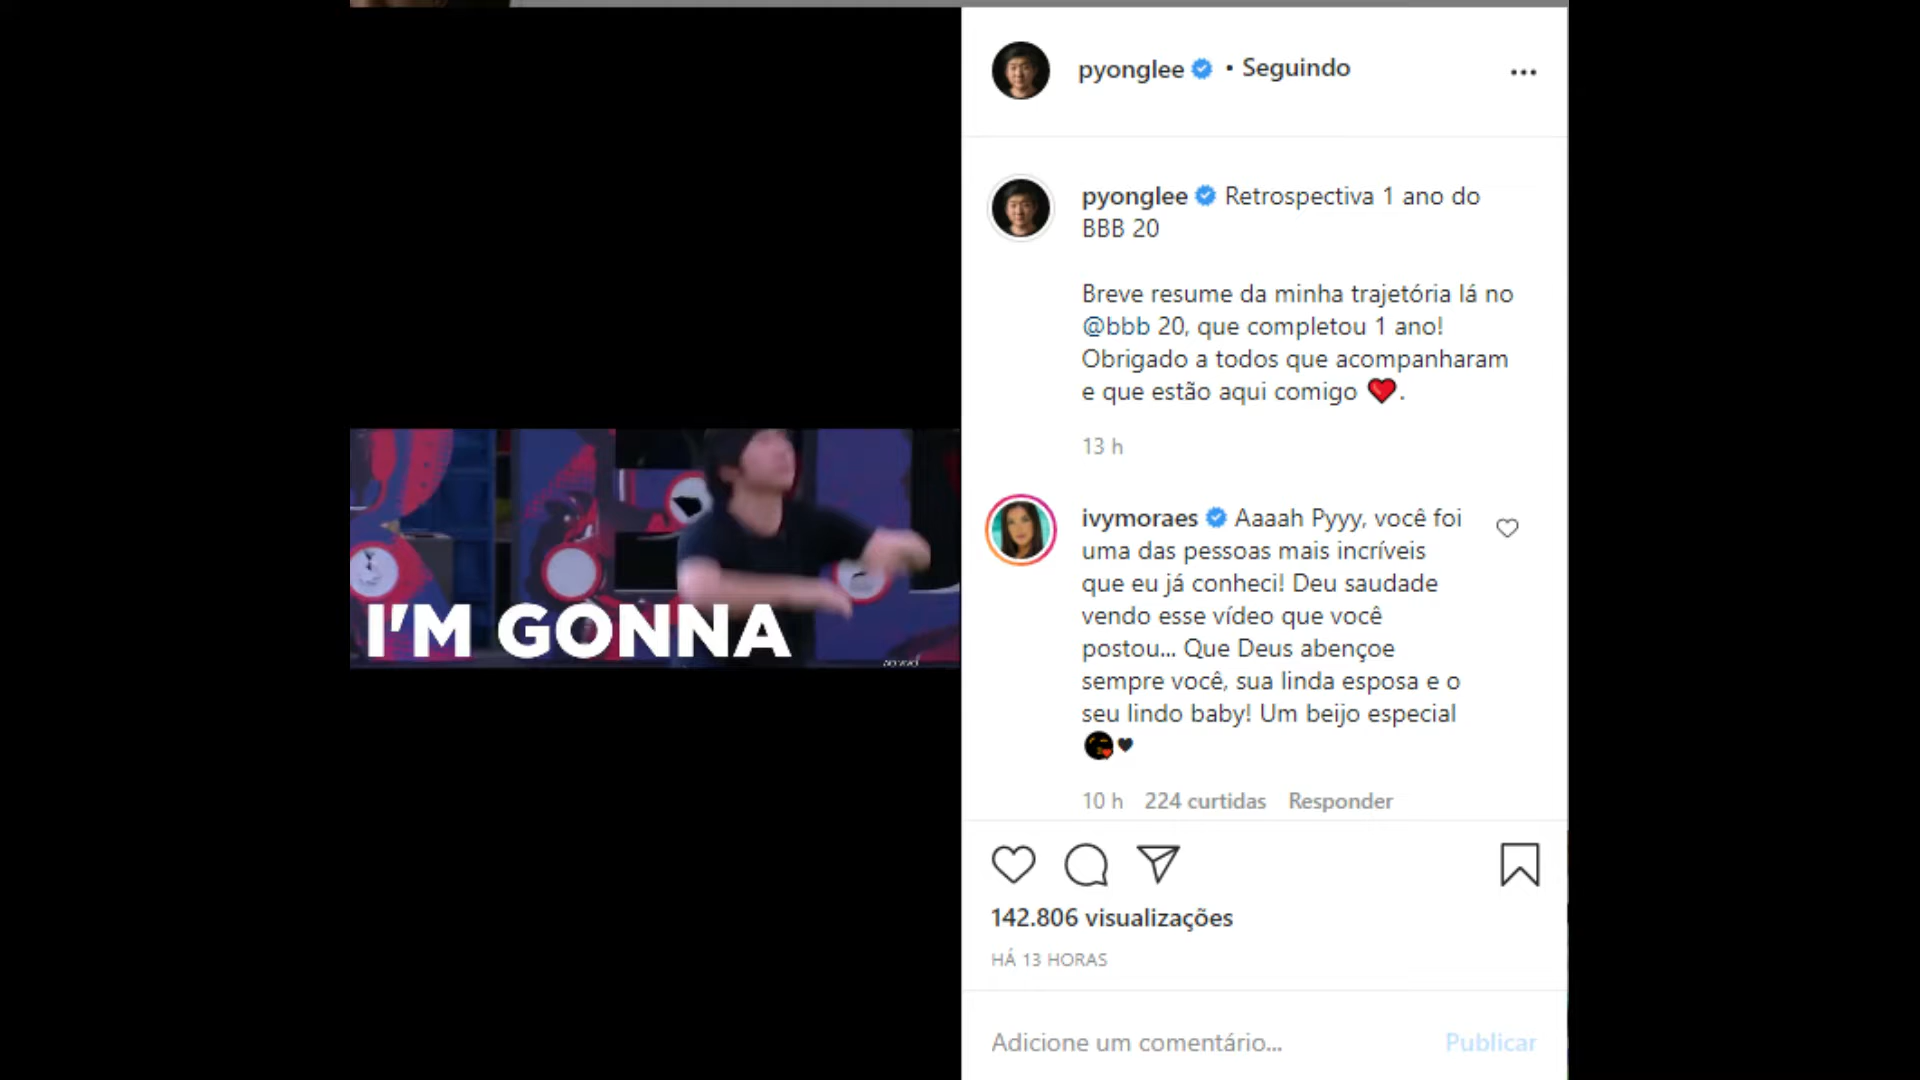 pyonglee • Seguindo
pyonglee Retrospectiva 1 ano do
BBB 20
Breve resume da minha trajetória lá no
@bbb 20, que completou 1 ano!
Obrigado a todos que acompanharam
e que estão aqui comigo ❤️.
13 h
I'M GONNA
ivymoraes Aaaah Pyyy, você foi
uma das pessoas mais incríveis
que eu já conheci! Deu saudade
vendo esse vídeo que você
postou... Que Deus abençoe
sempre você, sua linda esposa e o
seu lindo baby! Um beijo especial
😘🖤
10 h 224 curtidas Responder
142.806 visualizações
HÁ 13 HORAS
Adicione um comentário... Publicar